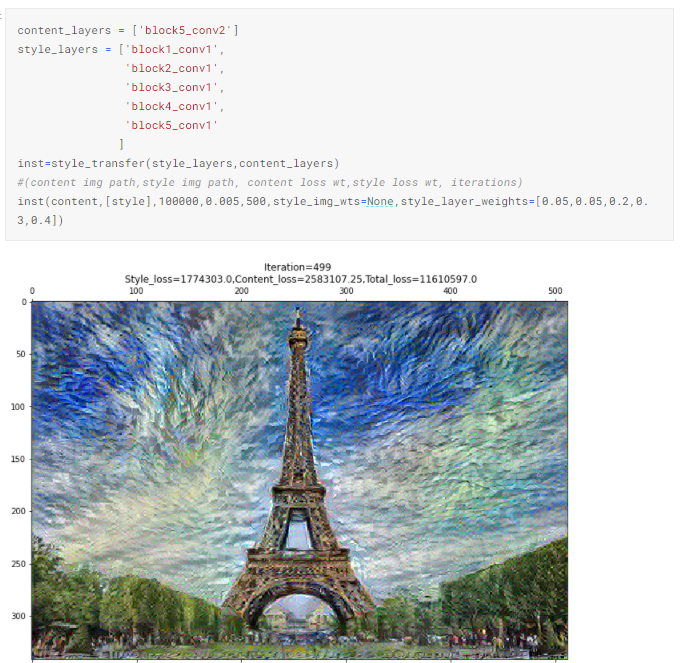 content_layers = ['block5_conv2']
style_layers = ['block1_conv1',
'block2_conv1',
'block3_conv1',
'block4_conv1',
'block5_conv1'
]
inst=style_transfer(style_layers,content_layers)
#(content img path,style img path, content loss wt,style loss wt, iterations)
inst(content,[style],100000,0.005,500,style_img_wts=None,style_layer_weights=[0.05,0.05,0.2,0.
3,0.4])
Iteration=499
Style_loss=1774303.0,Content_loss=2583107.25,Total_loss=11610597.0
0 100 200 300 400 500
0
50
100
150
200
250
300